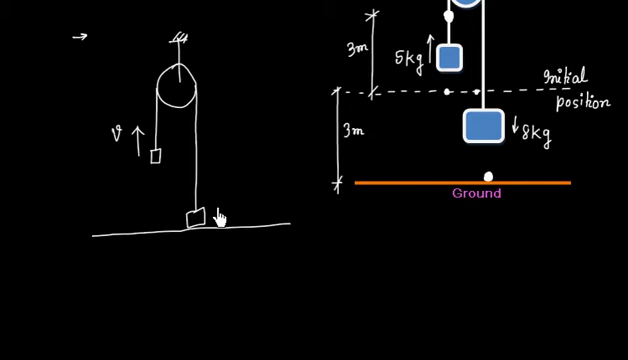 3m
5kg
Initial
position
v
8kg
3m
Ground